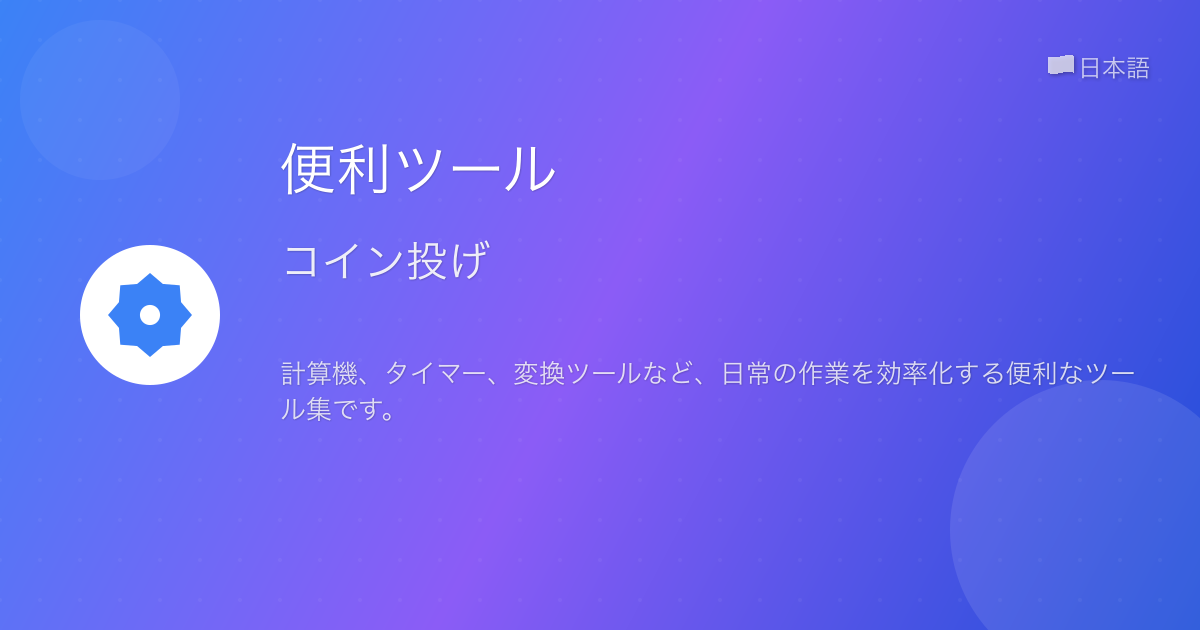 日本語
便利ツール
コイン投げ
計算機、タイマー、変換ツールなど、日常の作業を効率化する便利なツー
ル集です。